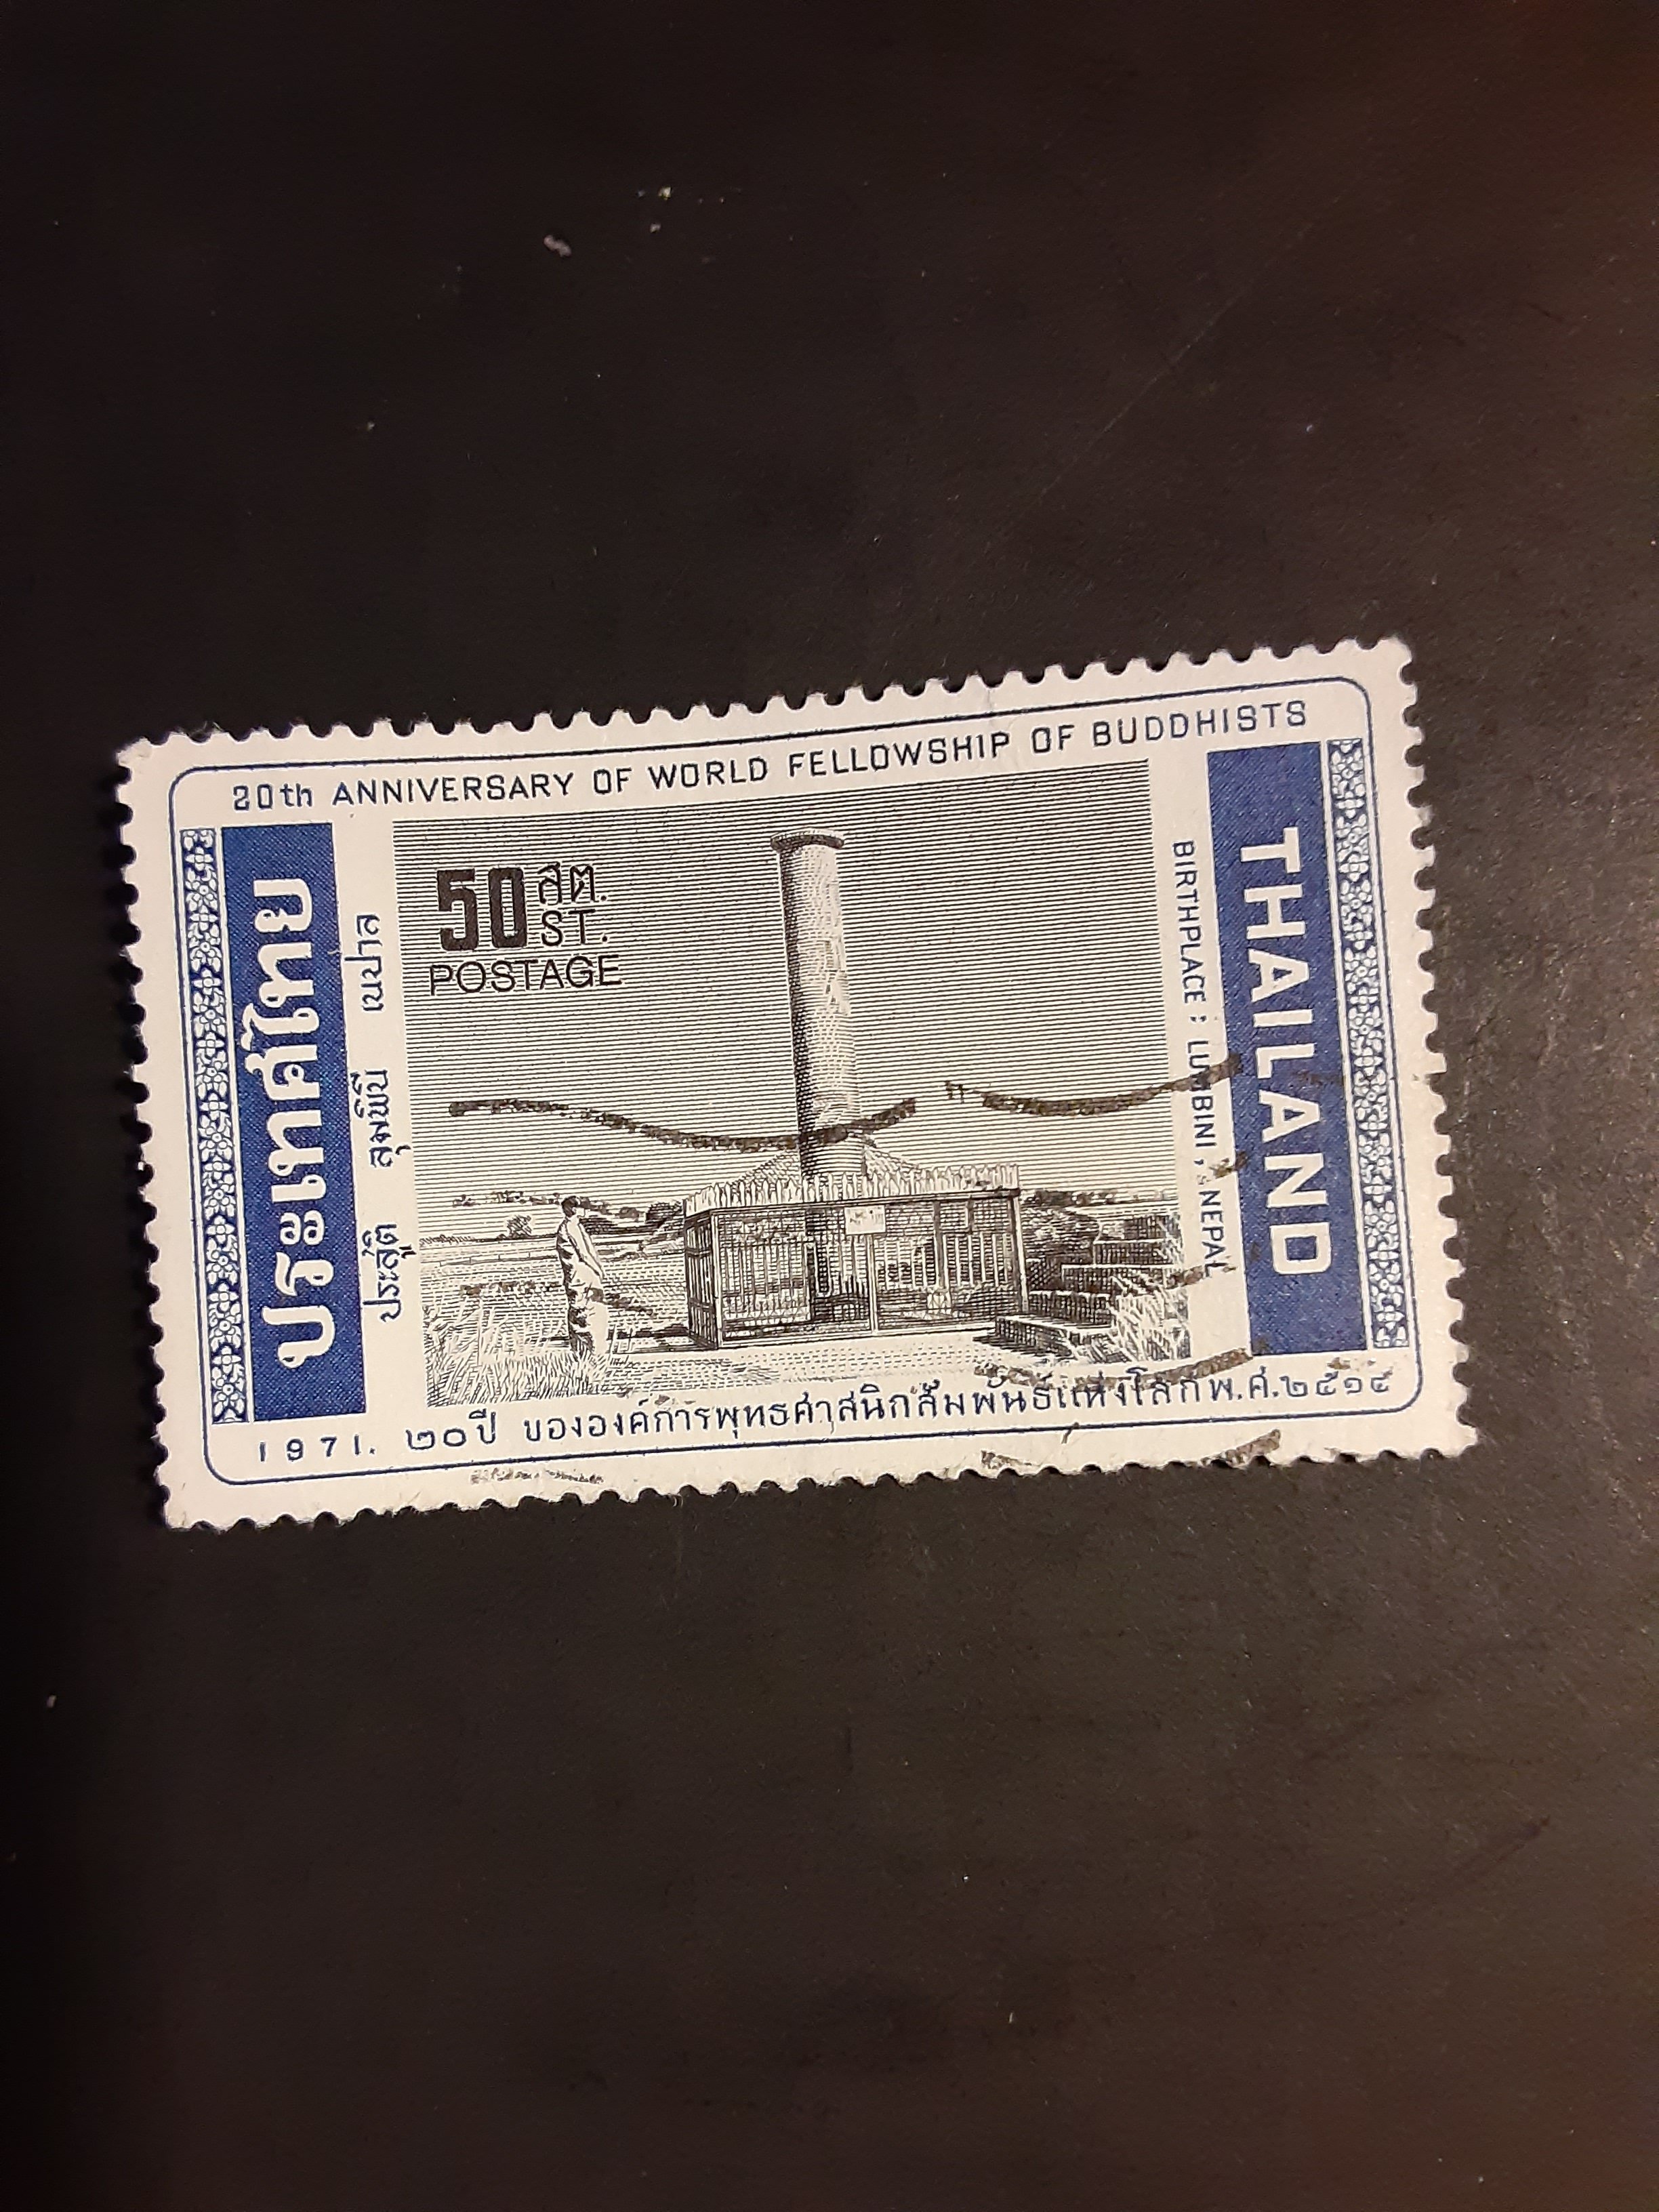 20th ANNIVERSARY OF WORLD FELLOWSHIP OF BUDDHISTS
ประเทศไทย
ประสูติ ลุมพินี เนปาล
50 สต.
ST.
POSTAGE
BIRTHPLACE : LUMBINI , NEPAL
THAILAND
1971. ๒๐ปี ขององค์การพุทธศาสนิกสัมพันธ์แห่งโลกพ.ศ.๒๕๑๔